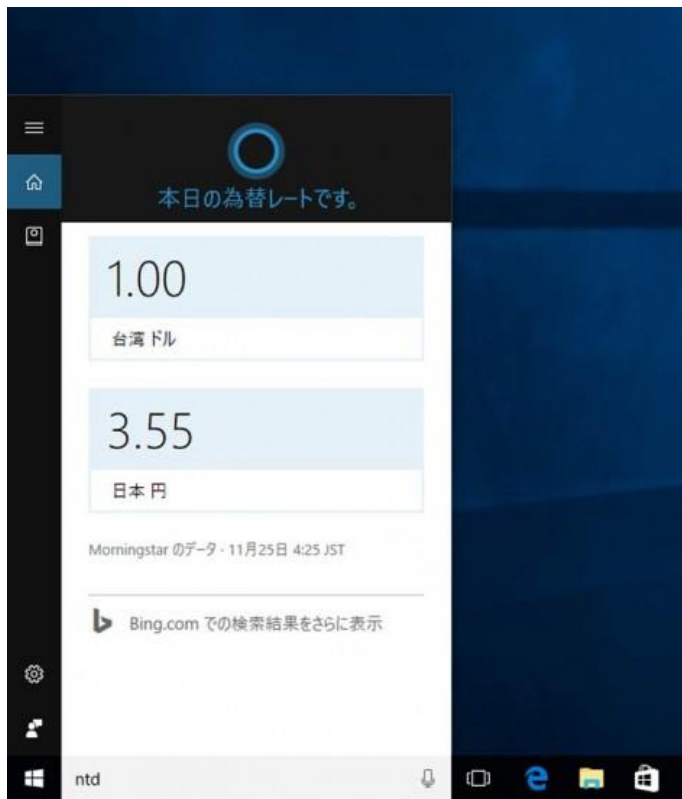 本日の為替レートです。
1.00
台湾 ドル
3.55
日本 円
Morningstar のデータ · 11月25日 4:25 JST
Bing.com での検索結果をさらに表示
ntd